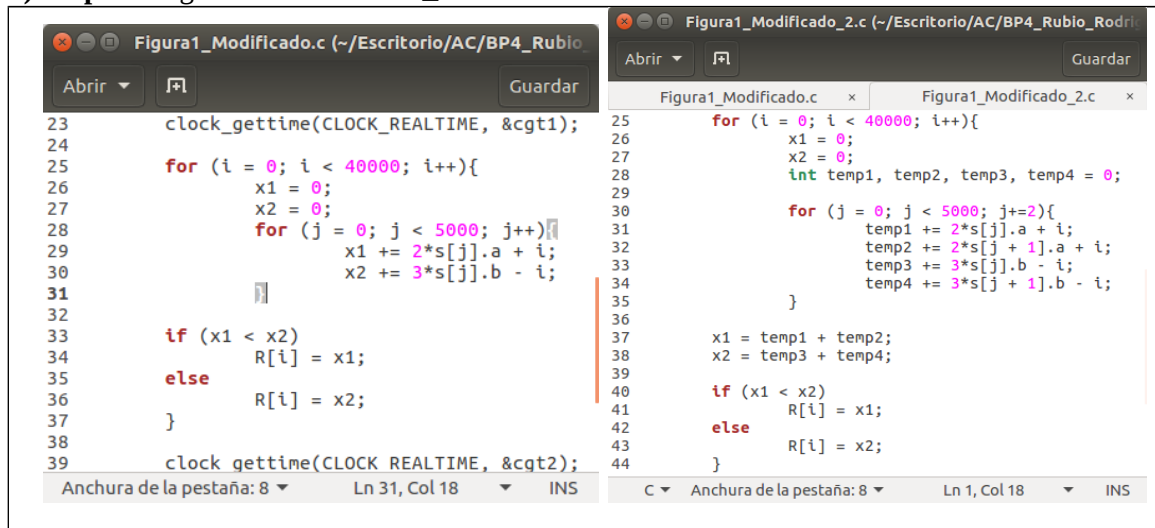 Figura1_Modificado.c (~/Escritorio/AC/BP4_Rubio_
Abrir Guardar
23 clock_gettime(CLOCK_REALTIME, &cgt1);
24
25 for (i = 0; i < 40000; i++){
26 x1 = 0;
27 x2 = 0;
28 for (j = 0; j < 5000; j++){
29 x1 += 2*s[j].a + i;
30 x2 += 3*s[j].b - i;
31 }
32
33 if (x1 < x2)
34 R[i] = x1;
35 else
36 R[i] = x2;
37 }
38
39 clock_gettime(CLOCK_REALTIME, &cgt2);
Anchura de la pestaña: 8 Ln 31, Col 18 INS
Figura1_Modificado_2.c (~/Escritorio/AC/BP4_Rubio_Rodri
Abrir Guardar
Figura1_Modificado.c × Figura1_Modificado_2.c ×
25 for (i = 0; i < 40000; i++){
26 x1 = 0;
27 x2 = 0;
28 int temp1, temp2, temp3, temp4 = 0;
29
30 for (j = 0; j < 5000; j+=2){
31 temp1 += 2*s[j].a + i;
32 temp2 += 2*s[j + 1].a + i;
33 temp3 += 3*s[j].b - i;
34 temp4 += 3*s[j + 1].b - i;
35 }
36
37 x1 = temp1 + temp2;
38 x2 = temp3 + temp4;
39
40 if (x1 < x2)
41 R[i] = x1;
42 else
43 R[i] = x2;
44 }
C Anchura de la pestaña: 8 Ln 1, Col 18 INS